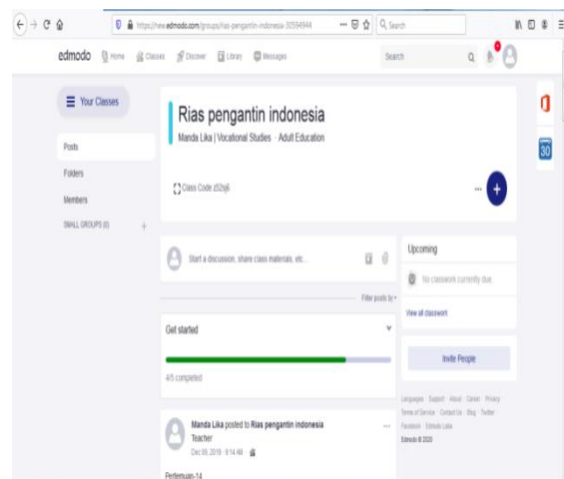 https://new.edmodo.com/groups/rias-pengantin-indonesia-30594944
Search
edmodo Home Classes Discover Library Messages Search
Your Classes
Posts
Folders
Members
SMALL GROUPS (0) +
Rias pengantin indonesia
Manda Lika | Vocational Studies · Adult Education
Class Code
Start a discussion, share class materials, etc...
Filter posts by
Get started
4/5 completed
Manda Lika posted to Rias pengantin indonesia
Teacher
Dec 09, 2019 · 9:14 AM
Pertemuan-14
Upcoming
No classwork currently due.
View all classwork
Invite People
Languages Support About Career Privacy
Terms of Service Contact Us Blog Twitter
Facebook Edmodo Labs
Edmodo © 2020
30